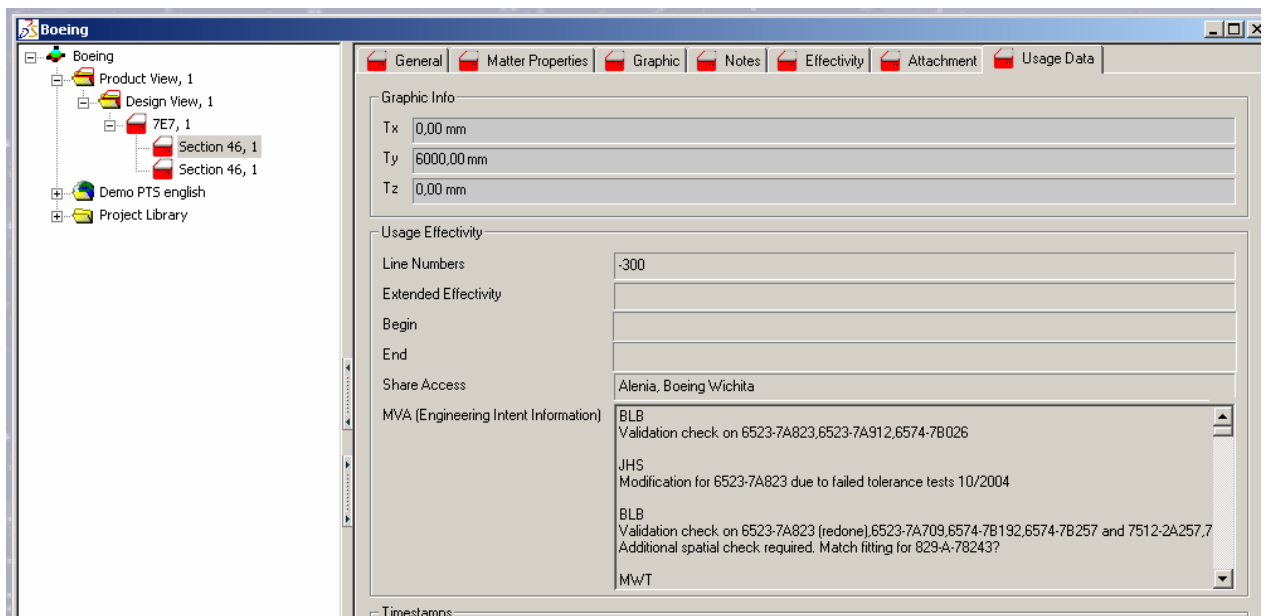 Boeing
Boeing
Product View, 1
Design View, 1
7E7, 1
Section 46, 1
Section 46, 1
Demo PTS english
Project Library
General Matter Properties Graphic Notes Effectivity Attachment Usage Data
Graphic Info
Tx 0,00 mm
Ty 6000,00 mm
Tz 0,00 mm
Usage Effectivity
Line Numbers -300
Extended Effectivity
Begin
End
Share Access Alenia, Boeing Wichita
MVA (Engineering Intent Information) BLB
Validation check on 6523-7A823,6523-7A912,6574-7B026
JHS
Modification for 6523-7A823 due to failed tolerance tests 10/2004
BLB
Validation check on 6523-7A823 (redone),6523-7A709,6574-7B192,6574-7B257 and 7512-2A257,7
Additional spatial check required. Match fitting for 829-A-78243?
MWT
Timestamps